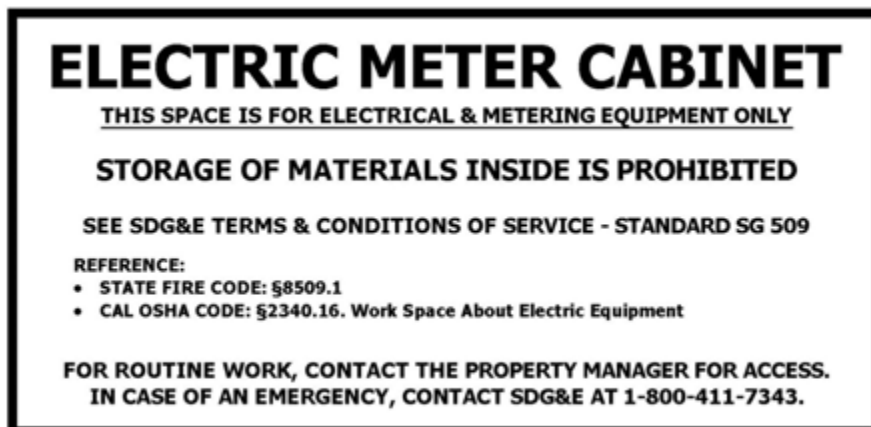 ELECTRIC METER CABINET
THIS SPACE IS FOR ELECTRICAL & METERING EQUIPMENT ONLY
STORAGE OF MATERIALS INSIDE IS PROHIBITED
SEE SDG&E TERMS & CONDITIONS OF SERVICE - STANDARD SG 509
REFERENCE:
• STATE FIRE CODE: §8509.1
• CAL OSHA CODE: §2340.16. Work Space About Electric Equipment
FOR ROUTINE WORK, CONTACT THE PROPERTY MANAGER FOR ACCESS.
IN CASE OF AN EMERGENCY, CONTACT SDG&E AT 1-800-411-7343.